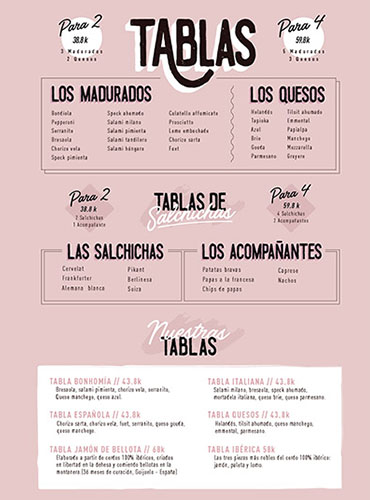 Para 2
38.8 k
3 Madurados
2 Quesos
TABLAS
Para 4
59.8k
5 Madurados
3 Quesos
LOS MADURADOS
Bondiola
Pepperoni
Serranito
Bresaola
Chorizo vela
Speck pimienta
Speck ahumado
Salami milano
Salami pimienta
Salami tandillero
Salami húngaro
Culatello affumicato
Prosciutto
Lomo embuchado
Chorizo sarta
Fuet
LOS QUESOS
Holandés
Tapioka
Azul
Brie
Gouda
Parmesano
Tilsit ahumado
Emmental
Papialpa
Manchego
Mozzarella
Gruyere
Para 2
38.8 k
2 Salchichas
1 Acompañante
TABLAS DE
Salchichas
Para 4
59.8 k
4 Salchichas
3 Acompañantes
LAS SALCHICHAS
Cervelat
Frankfurter
Alemana blanca
Pikant
Berlinesa
Suiza
LOS ACOMPAÑANTES
Patatas bravas
Papas a la francesa
Chips de papas
Caprese
Nachos
Nuestras
TABLAS
TABLA BONHOMÍA // 43.8k
Bresaola, salami pimienta, chorizo vela, serranito,
Queso manchego, queso azul.
TABLA ESPAÑOLA // 43.8k
Chorizo sarta, chorizo vela, fuet, serranito, queso gouda,
queso manchego.
TABLA JAMÓN DE BELLOTA // 68k
Elaborado a partir de cerdos 100% ibéricos, criados
en libertad en la dehesa y comiendo bellotas en la
montanera (36 meses de curación, Guijuelo - España)
TABLA ITALIANA // 43.8k
Salami milano, bresaola, speck ahumado,
mortadela italiana, queso brie, queso parmesano.
TABLA QUESOS // 43.8k
Holandés, tilsit ahumado, queso manchego,
emmental, parmesano.
TABLA IBÉRICA 58k
Las tres piezas más nobles del cerdo 100% ibérico:
jamón, paleta y lomo.